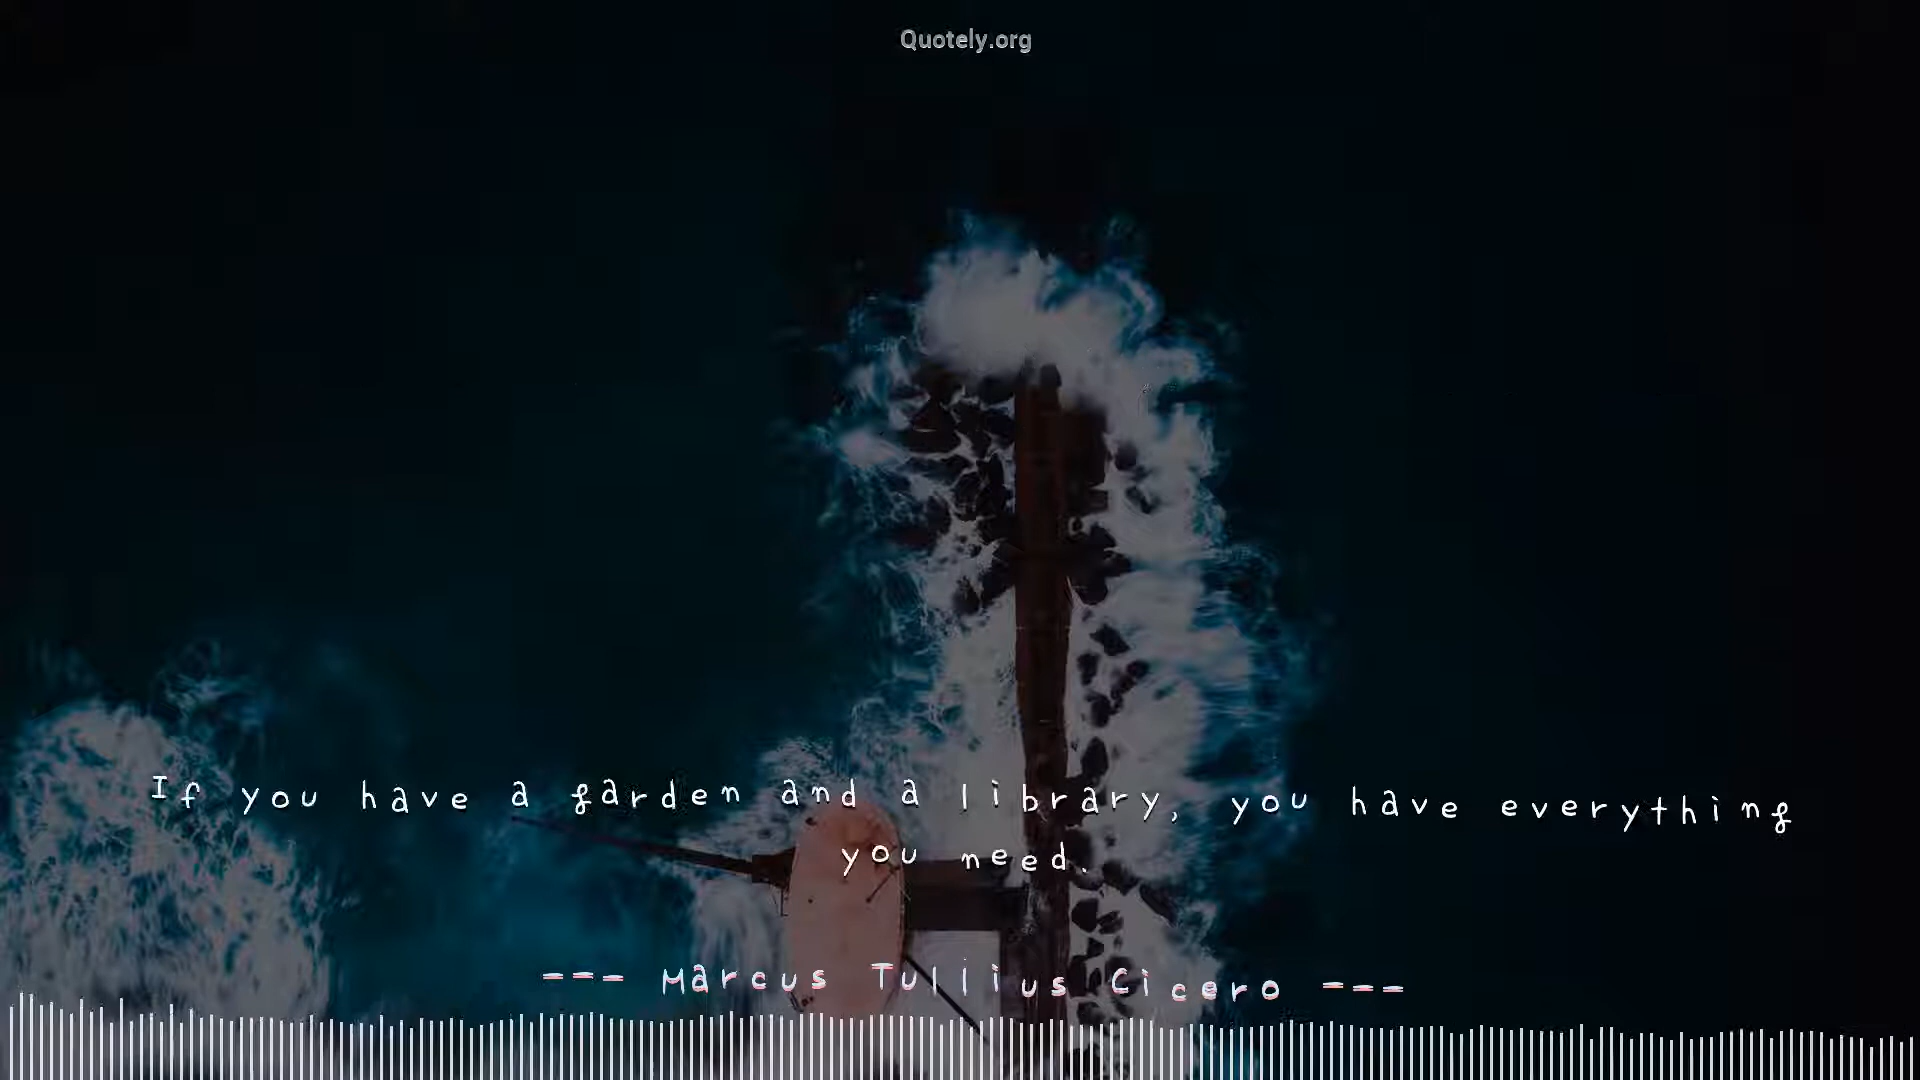 Quotely.org
If you have a garden and a library, you have everything
you need.
--- Marcus Tullius Cicero ---